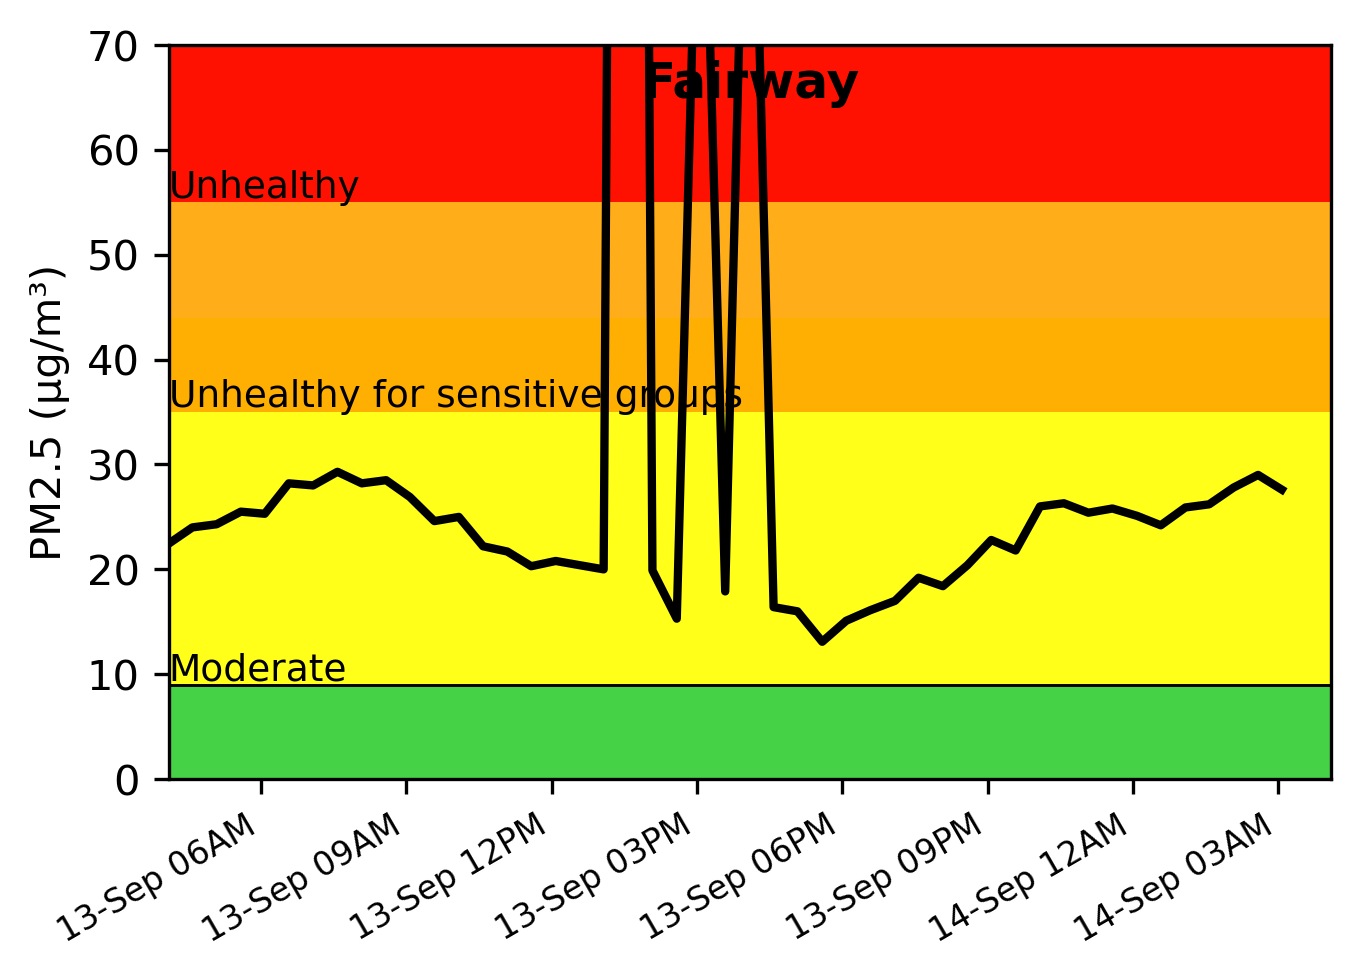 Fairway
PM2.5 (µg/m³)
70
60
Unhealthy
50
40
Unhealthy for sensitive groups
30
20
10
Moderate
0
13-Sep 06AM
13-Sep 09AM
13-Sep 12PM
13-Sep 03PM
13-Sep 06PM
13-Sep 09PM
14-Sep 12AM
14-Sep 03AM